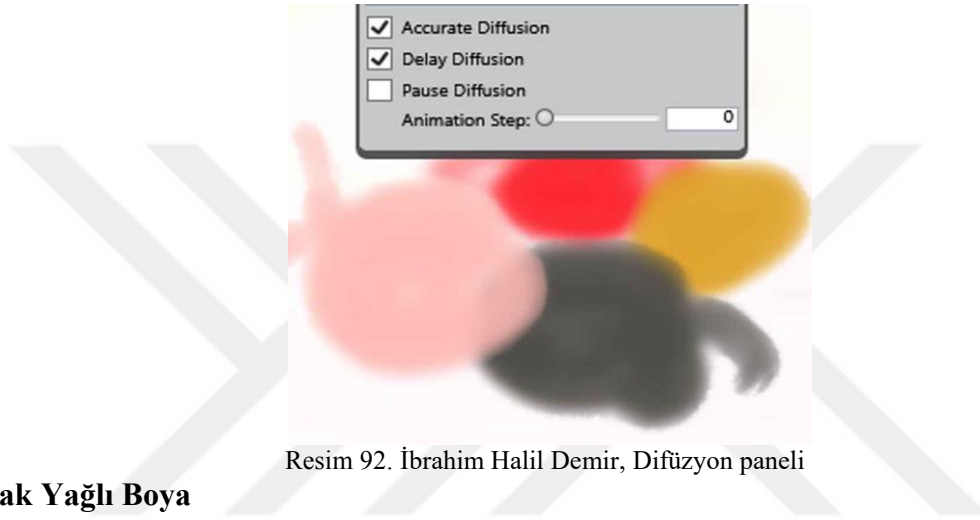 Accurate Diffusion
Delay Diffusion
Pause Diffusion
Animation Step: 0
Resim 92. İbrahim Halil Demir, Difüzyon paneli
ak Yağlı Boya